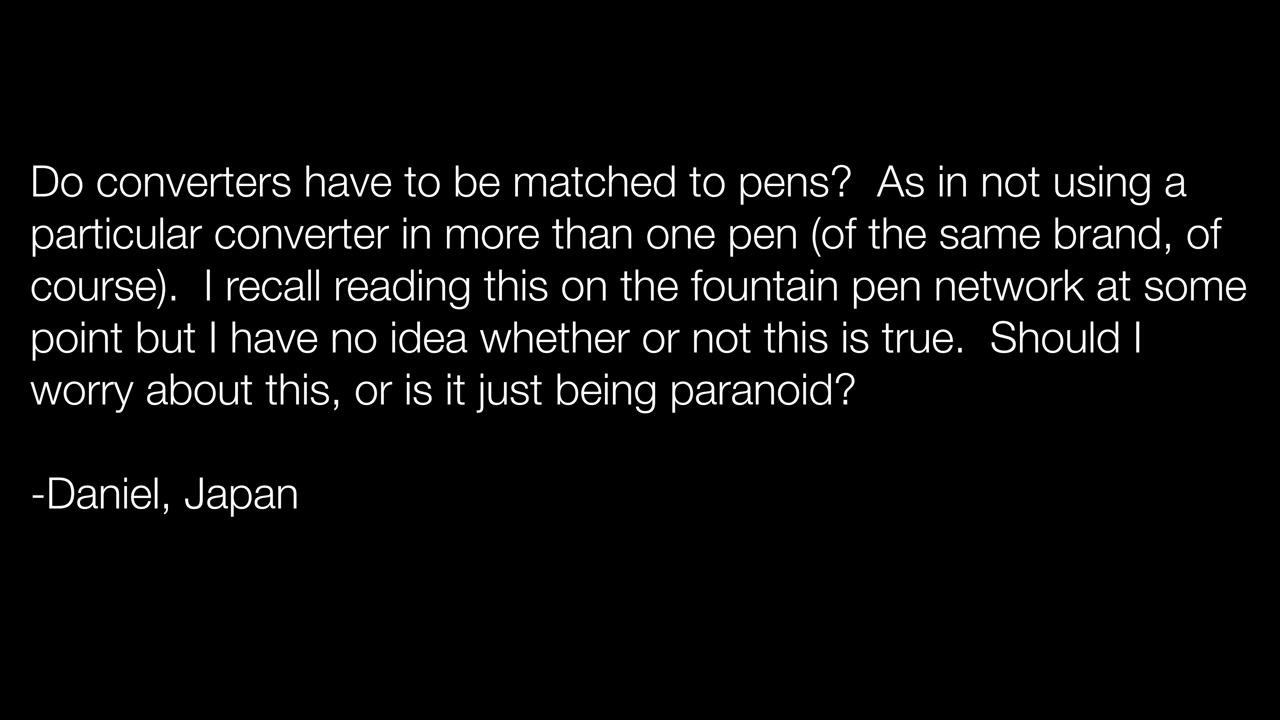 Do converters have to be matched to pens?  As in not using a
particular converter in more than one pen (of the same brand, of
course).  I recall reading this on the fountain pen network at some
point but I have no idea whether or not this is true.  Should I
worry about this, or is it just being paranoid?
-Daniel, Japan